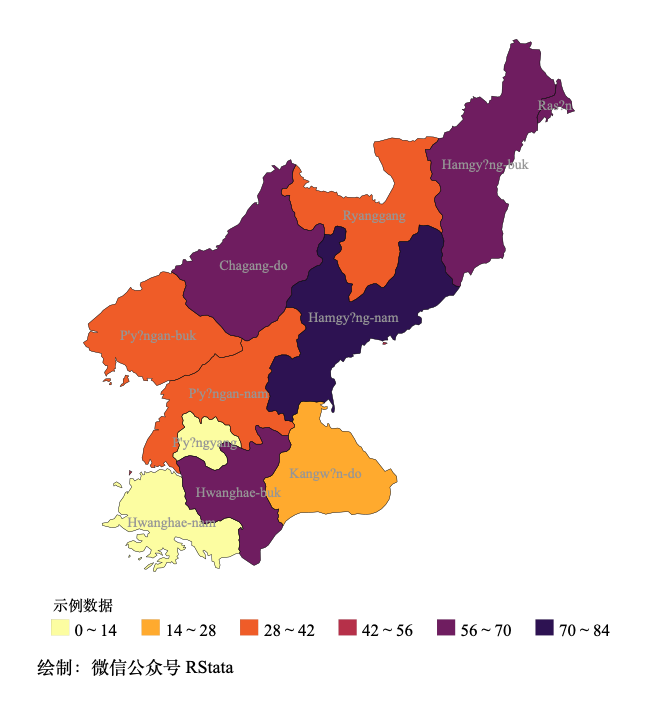 Ras?n
Hamgy?ng-buk
Ryanggang
Chagang-do
Hamgy?ng-nam
P'y?ngan-buk
P'y?ngan-nam
P'y?ngyang
Kangw?n-do
Hwanghae-buk
Hwanghae-nam
示例数据
0 ~ 14 14 ~ 28 28 ~ 42 42 ~ 56 56 ~ 70 70 ~ 84
绘制：微信公众号 RStata